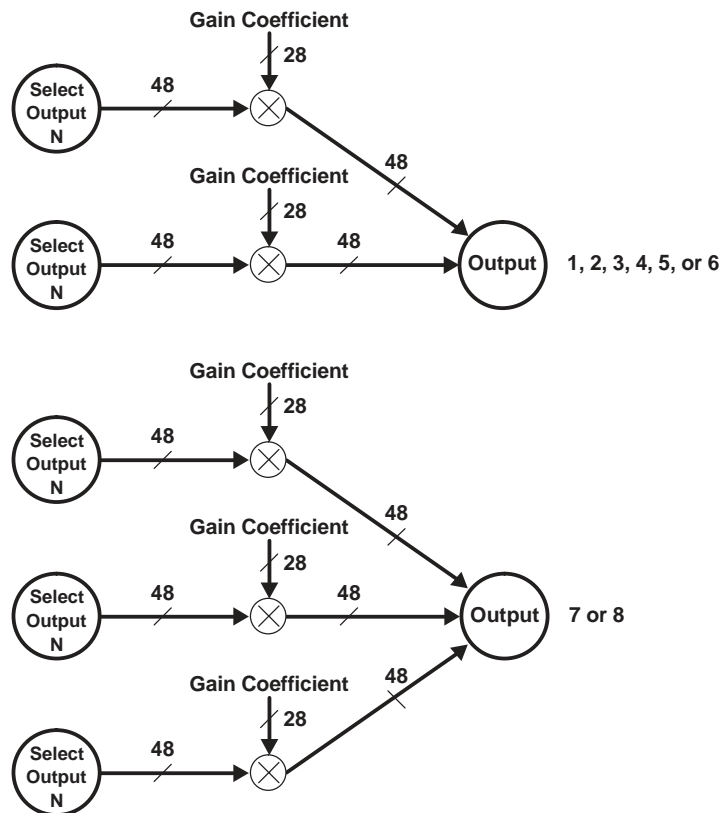 Gain Coefficient
28
Select
Output
N
48
48
Gain Coefficient
28
Select
Output
N
48
48
Output
1, 2, 3, 4, 5, or 6
Gain Coefficient
28
Select
Output
N
48
48
Gain Coefficient
28
Select
Output
N
48
48
Output
7 or 8
Gain Coefficient
28
48
Select
Output
N
48